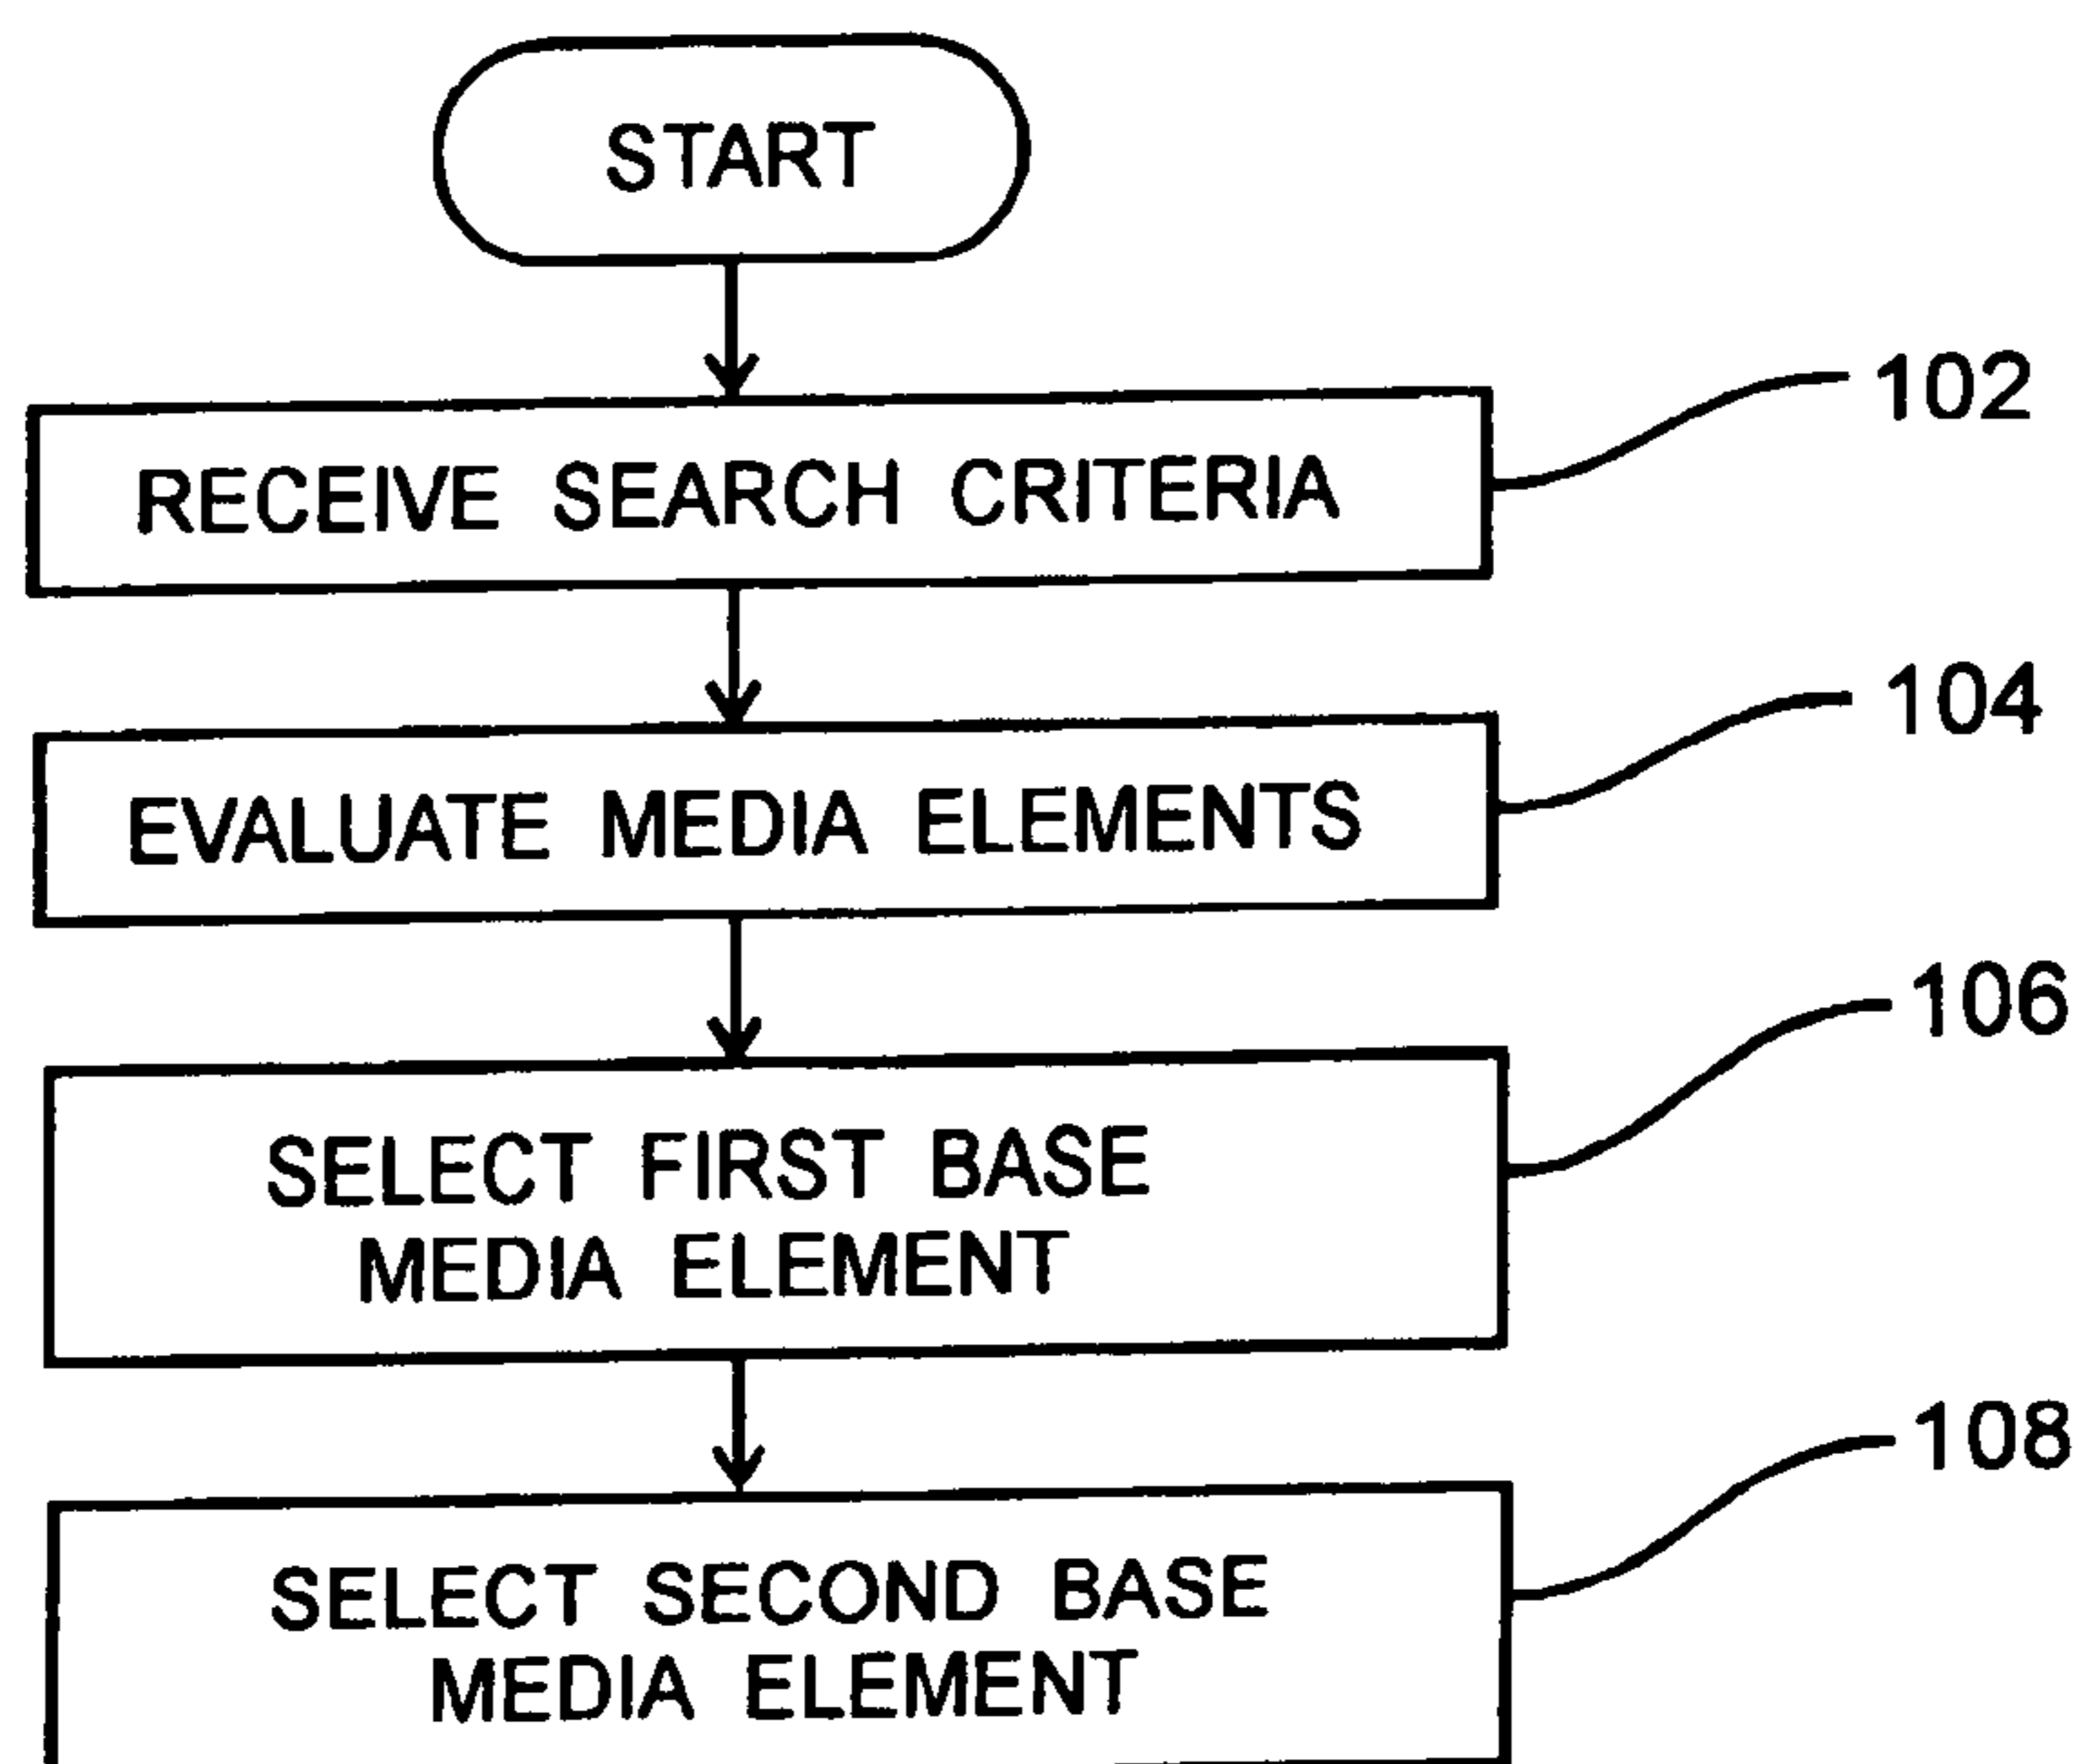 START
RECEIVE SEARCH CRITERIA
102
EVALUATE MEDIA ELEMENTS
104
SELECT FIRST BASE
MEDIA ELEMENT
106
SELECT SECOND BASE
MEDIA ELEMENT
108